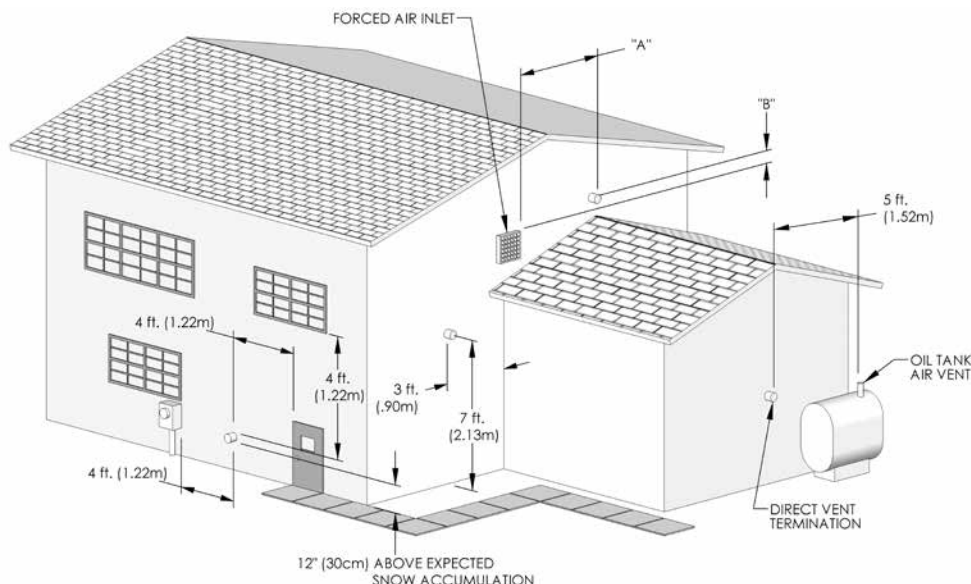 FORCED AIR INLET
"A"
"B"
5 ft.
(1.52m)
4 ft. (1.22m)
4 ft.
(1.22m)
3 ft.
(.90m)
7 ft.
(2.13m)
OIL TANK
AIR VENT
4 ft. (1.22m)
DIRECT VENT
TERMINATION
12" (30cm) ABOVE EXPECTED
SNOW ACCUMULATION